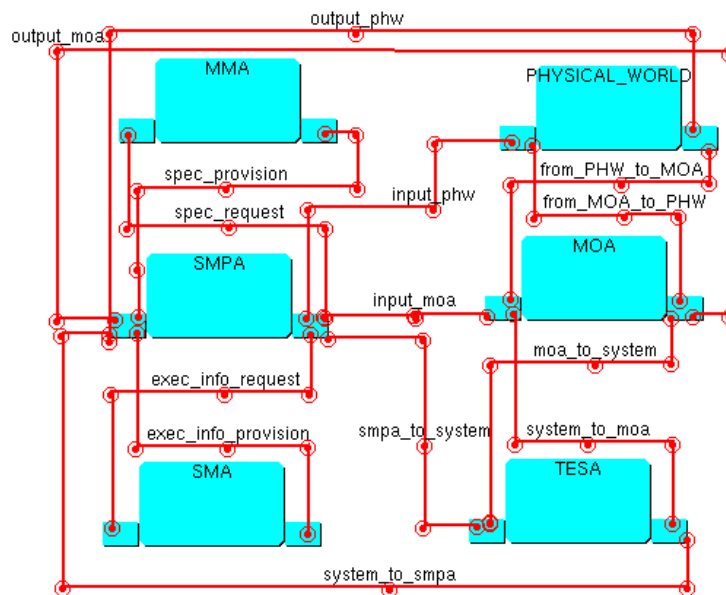 output_phw
output_moa
MMA
PHYSICAL_WORLD
spec_provision
from_PHW_to_MOA
input_phw
from_MOA_to_PHW
spec_request
SMPA
MOA
input_moa
moa_to_system
exec_info_request
smpa_to_system
system_to_moa
exec_info_provision
SMA
TESA
system_to_smpa